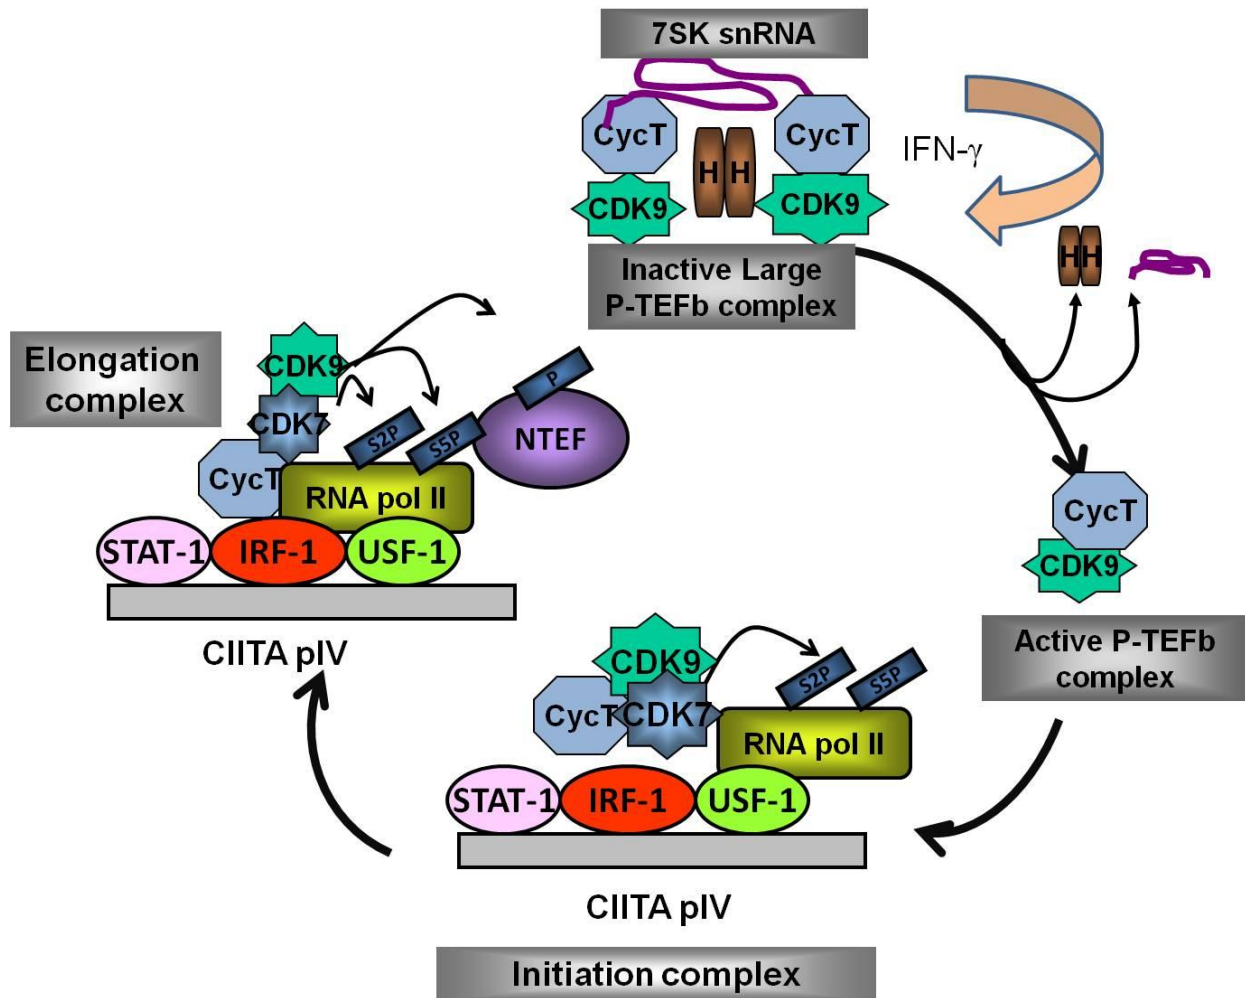 7SK snRNA
CycT
CycT
H H
CDK9
CDK9
IFN-γ
Inactive Large
P-TEFb complex
H H
Elongation
complex
CDK9
CDK7
CycT
S2P
S5P
P
NTEF
RNA pol II
STAT-1
IRF-1
USF-1
CIITA pIV
CycT
CDK9
Active P-TEFb
complex
CDK9
CycT
CDK7
S2P
S5P
RNA pol II
STAT-1
IRF-1
USF-1
CIITA pIV
Initiation complex